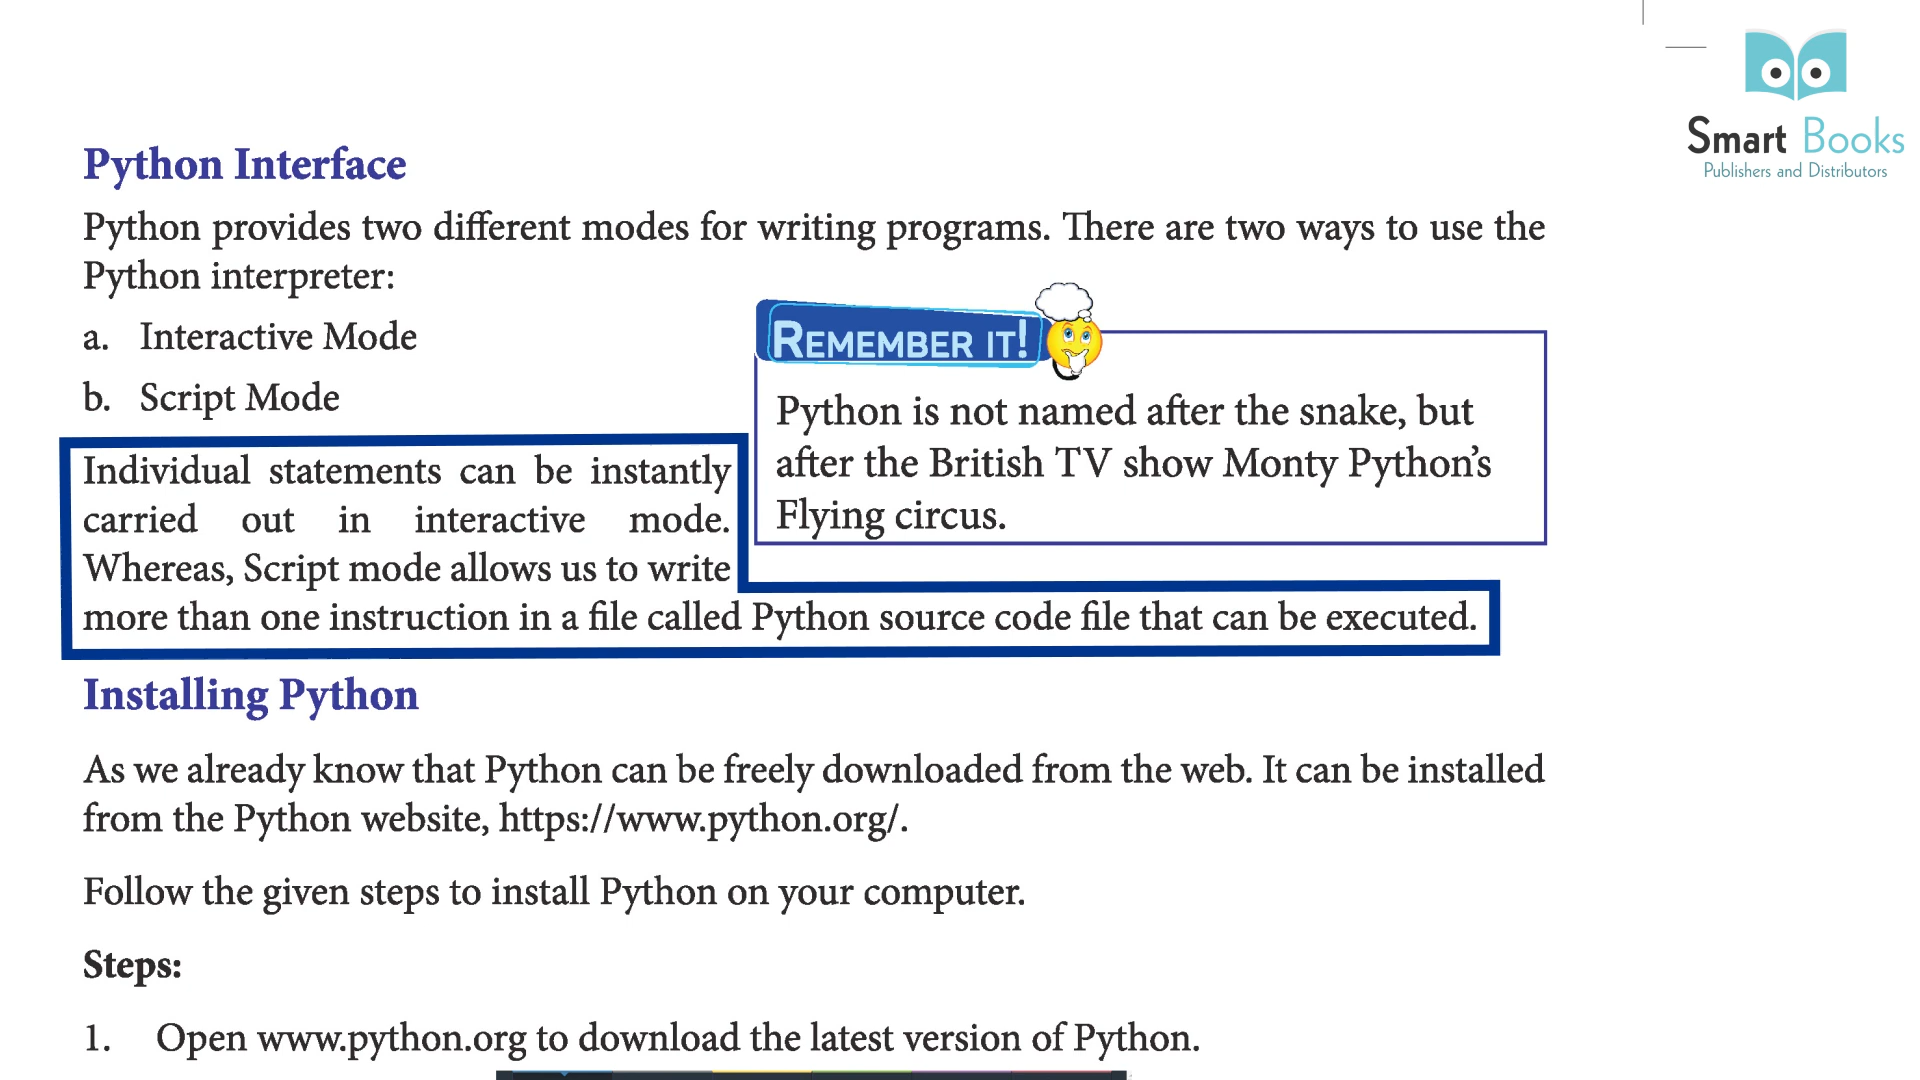 Smart Books
Publishers and Distributors
Python Interface
Python provides two different modes for writing programs. There are two ways to use the
Python interpreter:
a. Interactive Mode
b. Script Mode
REMEMBER IT!
Python is not named after the snake, but
after the British TV show Monty Python's
Flying circus.
Individual statements can be instantly
carried out in interactive mode.
Whereas, Script mode allows us to write
more than one instruction in a file called Python source code file that can be executed.
Installing Python
As we already know that Python can be freely downloaded from the web. It can be installed
from the Python website, https://www.python.org/.
Follow the given steps to install Python on your computer.
Steps:
1. Open www.python.org to download the latest version of Python.